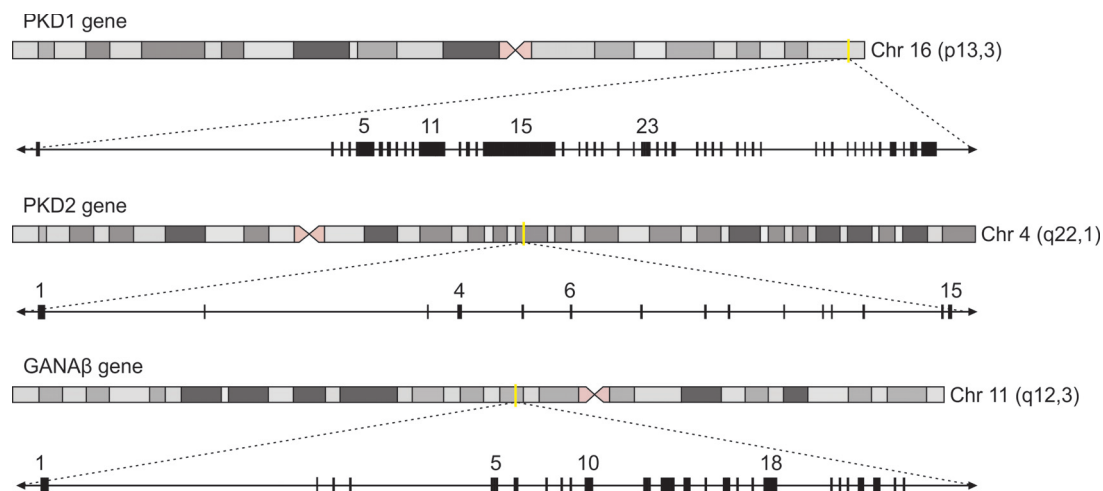 PKD1 gene
Chr 16 (p13,3)
5 11 15 23
PKD2 gene
Chr 4 (q22,1)
1 4 6 15
GANAβ gene
Chr 11 (q12,3)
1 5 10 18